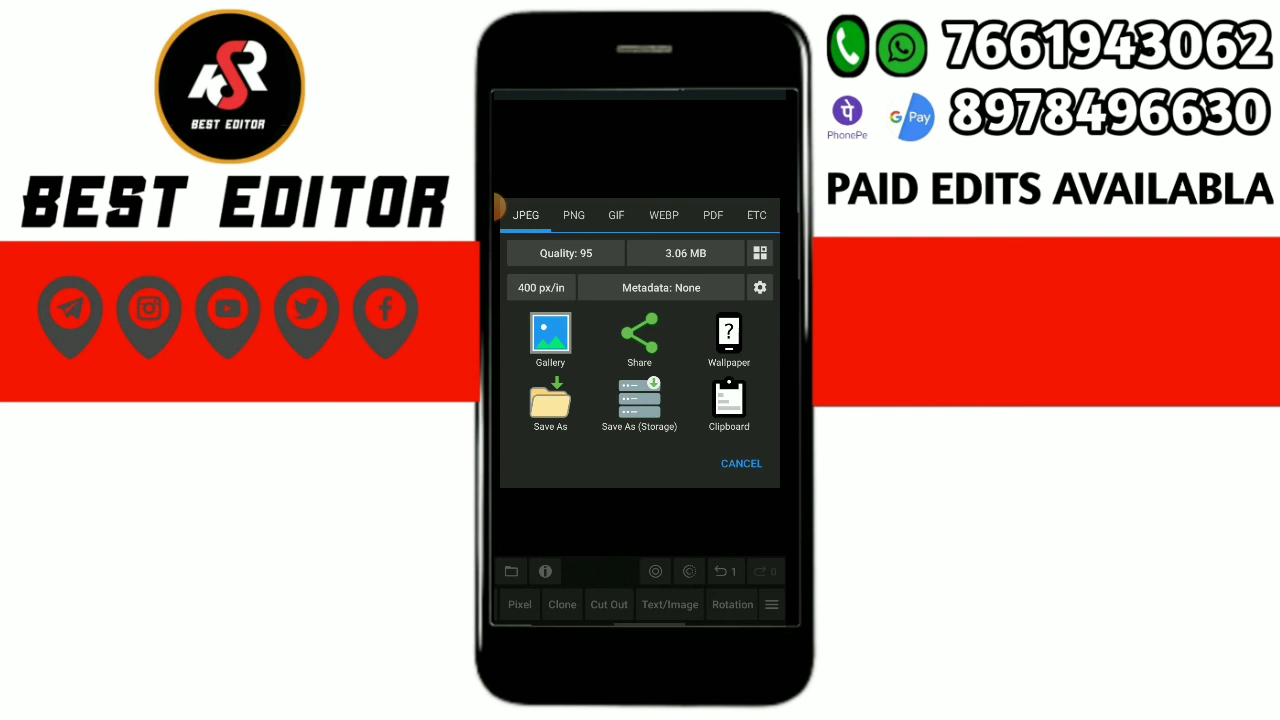 KSR
BEST EDITOR
BEST EDITOR
7661943062
8978496630
PhonePe
G Pay
PAID EDITS AVAILABLA
JPEG PNG GIF WEBP PDF ETC
Quality: 95 3.06 MB
400 px/in Metadata: None
Gallery Share Wallpaper
Save As Save As (Storage) Clipboard
CANCEL
1 0
Pixel Clone Cut Out Text/Image Rotation